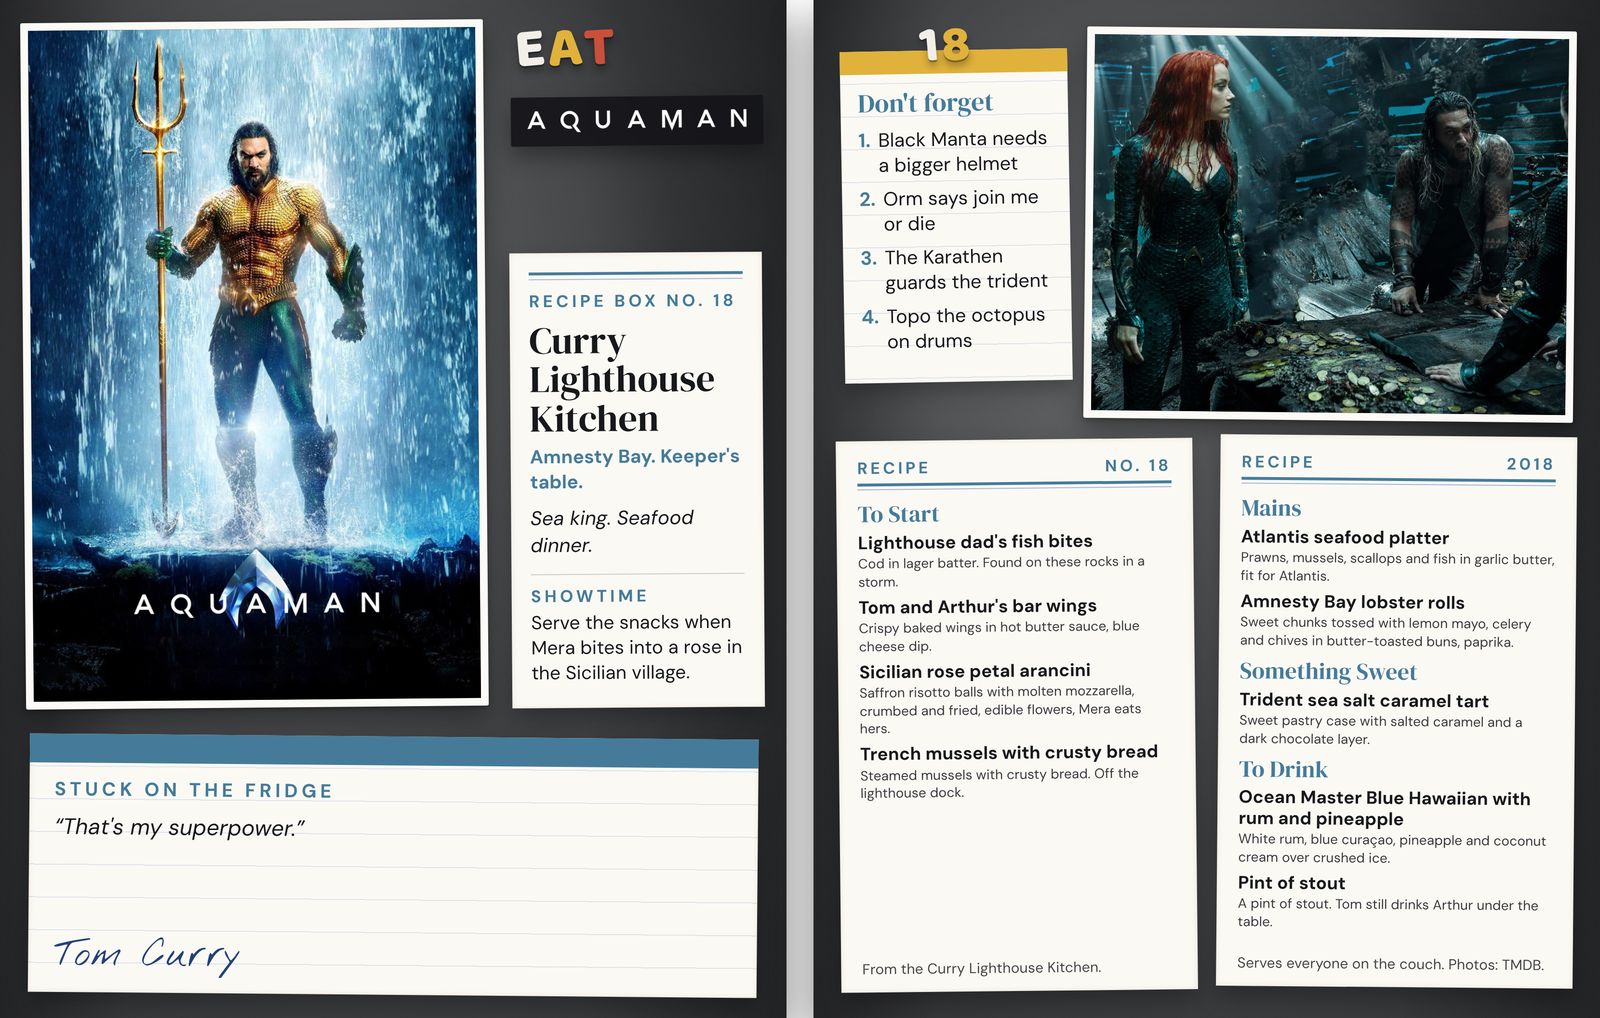 EAT
AQUAMAN
AQUAMAN
RECIPE BOX NO. 18
Curry
Lighthouse
Kitchen
Amnesty Bay. Keeper's
table.
Sea king. Seafood
dinner.
SHOWTIME
Serve the snacks when
Mera bites into a rose in
the Sicilian village.
STUCK ON THE FRIDGE
“That's my superpower.”
Tom Curry
18
Don't forget
1. Black Manta needs
a bigger helmet
2. Orm says join me
or die
3. The Karathen
guards the trident
4. Topo the octopus
on drums
RECIPE NO. 18
To Start
Lighthouse dad's fish bites
Cod in lager batter. Found on these rocks in a
storm.
Tom and Arthur's bar wings
Crispy baked wings in hot butter sauce, blue
cheese dip.
Sicilian rose petal arancini
Saffron risotto balls with molten mozzarella,
crumbed and fried, edible flowers, Mera eats
hers.
Trench mussels with crusty bread
Steamed mussels with crusty bread. Off the
lighthouse dock.
From the Curry Lighthouse Kitchen.
RECIPE 2018
Mains
Atlantis seafood platter
Prawns, mussels, scallops and fish in garlic butter,
fit for Atlantis.
Amnesty Bay lobster rolls
Sweet chunks tossed with lemon mayo, celery
and chives in butter-toasted buns, paprika.
Something Sweet
Trident sea salt caramel tart
Sweet pastry case with salted caramel and a
dark chocolate layer.
To Drink
Ocean Master Blue Hawaiian with
rum and pineapple
White rum, blue curaçao, pineapple and coconut
cream over crushed ice.
Pint of stout
A pint of stout. Tom still drinks Arthur under the
table.
Serves everyone on the couch. Photos: TMDB.